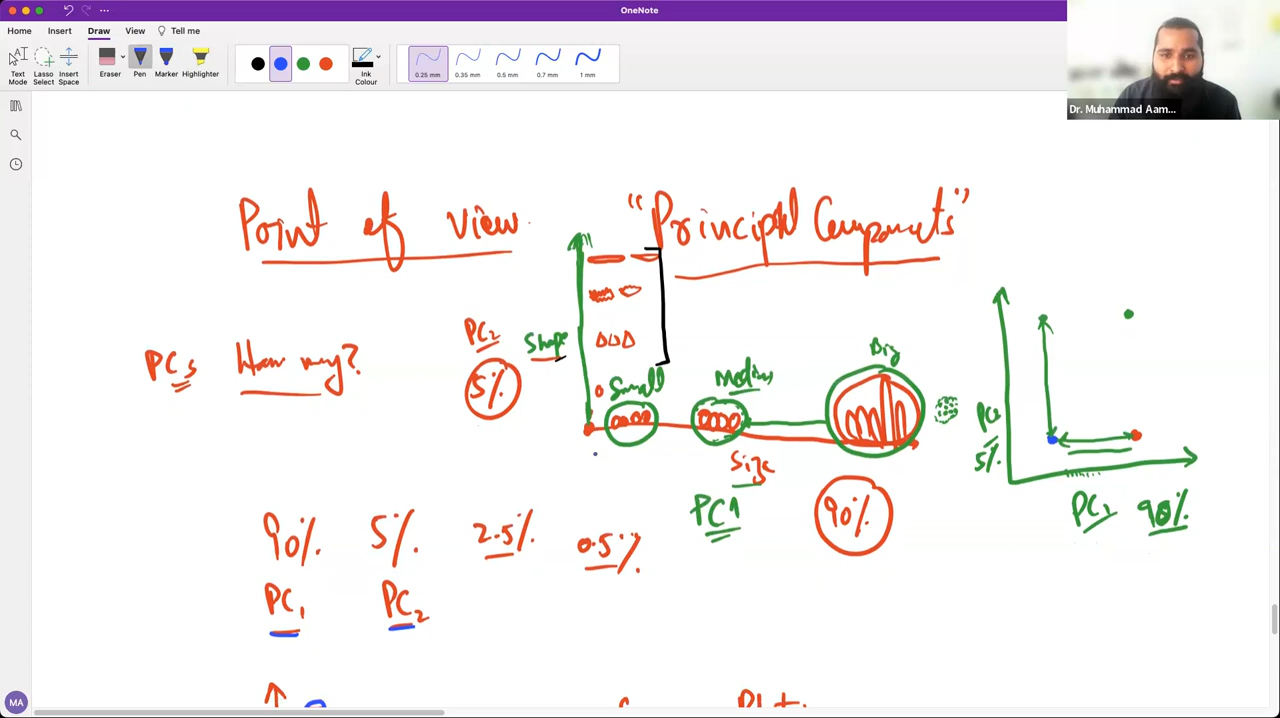 OneNote
Home Insert Draw View Tell me
Text Mode
Lasso Select
Insert Space
Eraser
Pen
Marker
Highlighter
Ink Colour
0.25 mm
0.35 mm
0.5 mm
0.7 mm
1 mm
Dr. Muhammad Aam...
Point of view "Principal Components"
PCs How many?
PC2
5%
Shape
Small
Medium
Big
Size
PC1
90%
5%
PC1 90%
90% 5% 2.5% 0.5%
PC1 PC2
MA